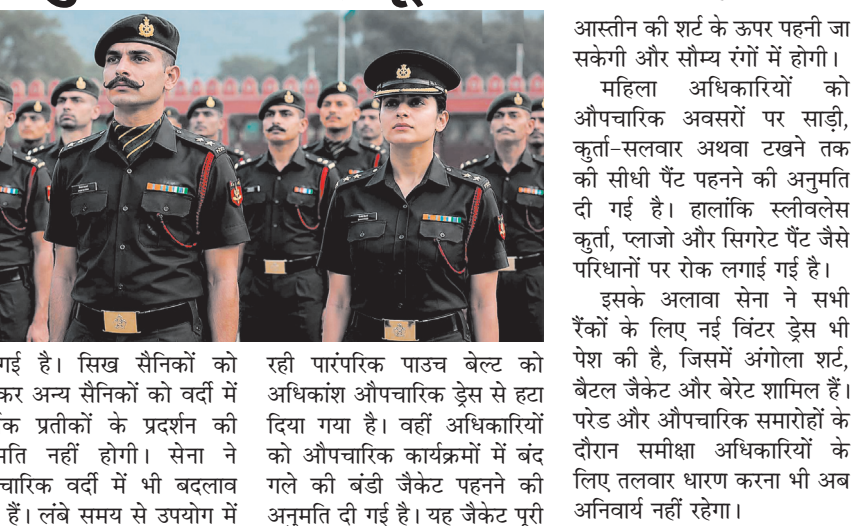 गई है। सिख सैनिकों को
कर अन्य सैनिकों को वर्दी में
प्रतीकों के प्रदर्शन की
नहीं होगी। सेना ने
वर्दी में भी बदलाव
हैं। लंबे समय से उपयोग में
रही पारंपरिक पाउच बेल्ट को
अधिकांश औपचारिक ड्रेस से हटा
दिया गया है। वहीं अधिकारियों
को औपचारिक कार्यक्रमों में बंद
गले की बंडी जैकेट पहनने की
अनुमति दी गई है। यह जैकेट पूरी
आस्तीन की शर्ट के ऊपर पहनी जा
सकेगी और सौम्य रंगों में होगी।
महिला अधिकारियों को
औपचारिक अवसरों पर साड़ी,
कुर्ता-सलवार अथवा टखने तक
की सीधी पैंट पहनने की अनुमति
दी गई है। हालांकि स्लीवलेस
कुर्ता, प्लाजो और सिगरेट पैंट जैसे
परिधानों पर रोक लगाई गई है।
इसके अलावा सेना ने सभी
रैंकों के लिए नई विंटर ड्रेस भी
पेश की है, जिसमें अंगोला शर्ट,
बैटल जैकेट और बेरेट शामिल हैं।
परेड और औपचारिक समारोहों के
दौरान समीक्षा अधिकारियों के
लिए तलवार धारण करना भी अब
अनिवार्य नहीं रहेगा।